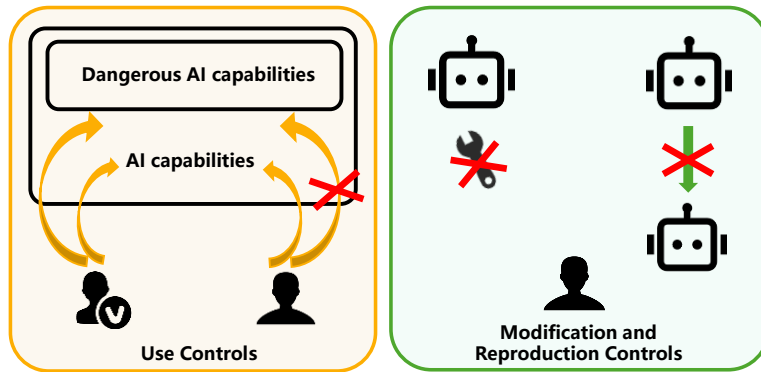 Dangerous AI capabilities
AI capabilities
V
Use Controls
Modification and
Reproduction Controls